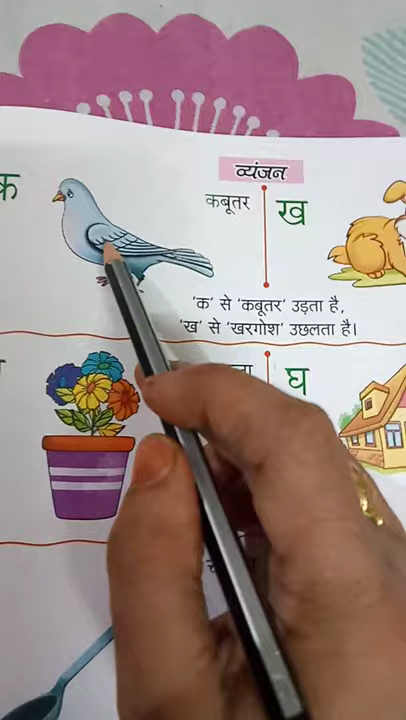 व्यंजन
क
कबूतर
ख
'क' से 'कबूतर' उड़ता है,
'ख' से 'खरगोश' उछलता है।
घ